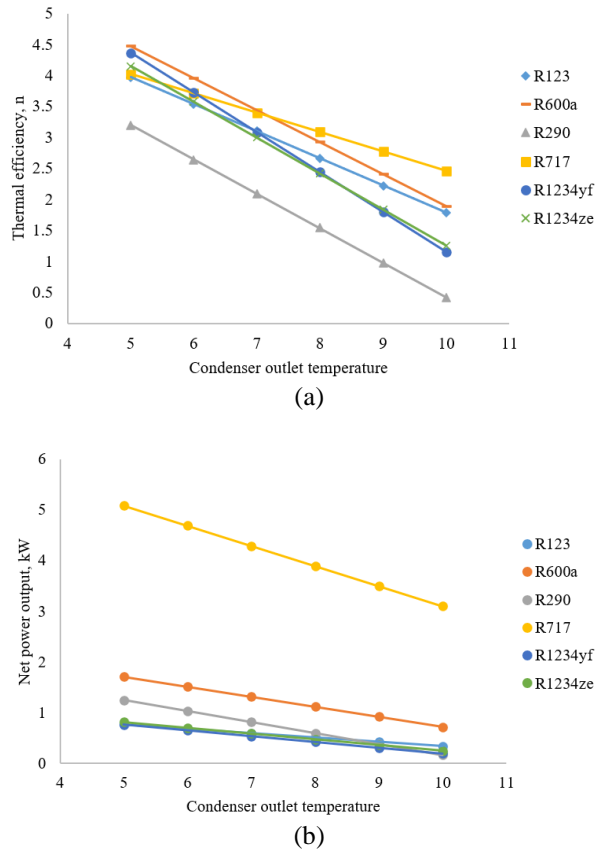 5
4.5
4
3.5
3
2.5
2
1.5
1
0.5
0
Thermal efficiency, n
4 5 6 7 8 9 10 11
Condenser outlet temperature
R123
R600a
R290
R717
R1234yf
R1234ze
(a)
6
5
4
3
2
1
0
Net power output, kW
4 5 6 7 8 9 10 11
Condenser outlet temperature
R123
R600a
R290
R717
R1234yf
R1234ze
(b)